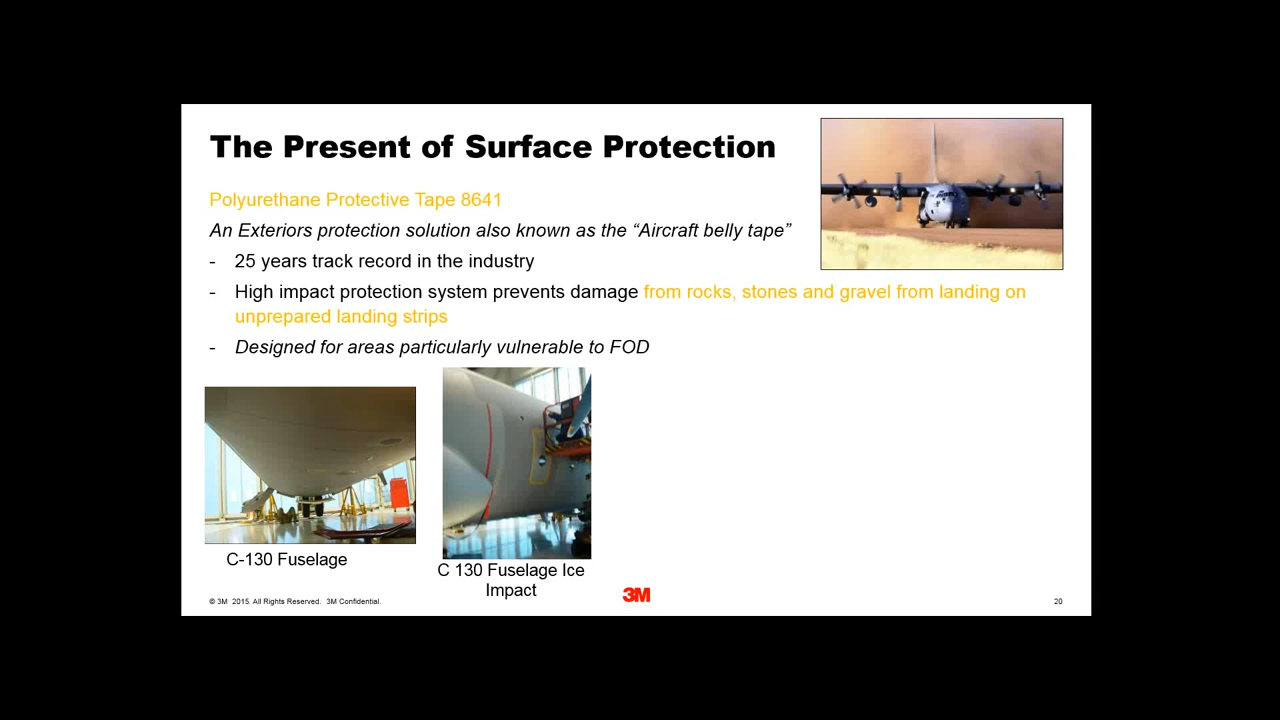 The Present of Surface Protection
Polyurethane Protective Tape 8641
An Exteriors protection solution also known as the “Aircraft belly tape”
- 25 years track record in the industry
- High impact protection system prevents damage from rocks, stones and gravel from landing on
unprepared landing strips
- Designed for areas particularly vulnerable to FOD
C-130 Fuselage
C 130 Fuselage Ice
Impact
© 3M 2015. All Rights Reserved. 3M Confidential.
3M
20